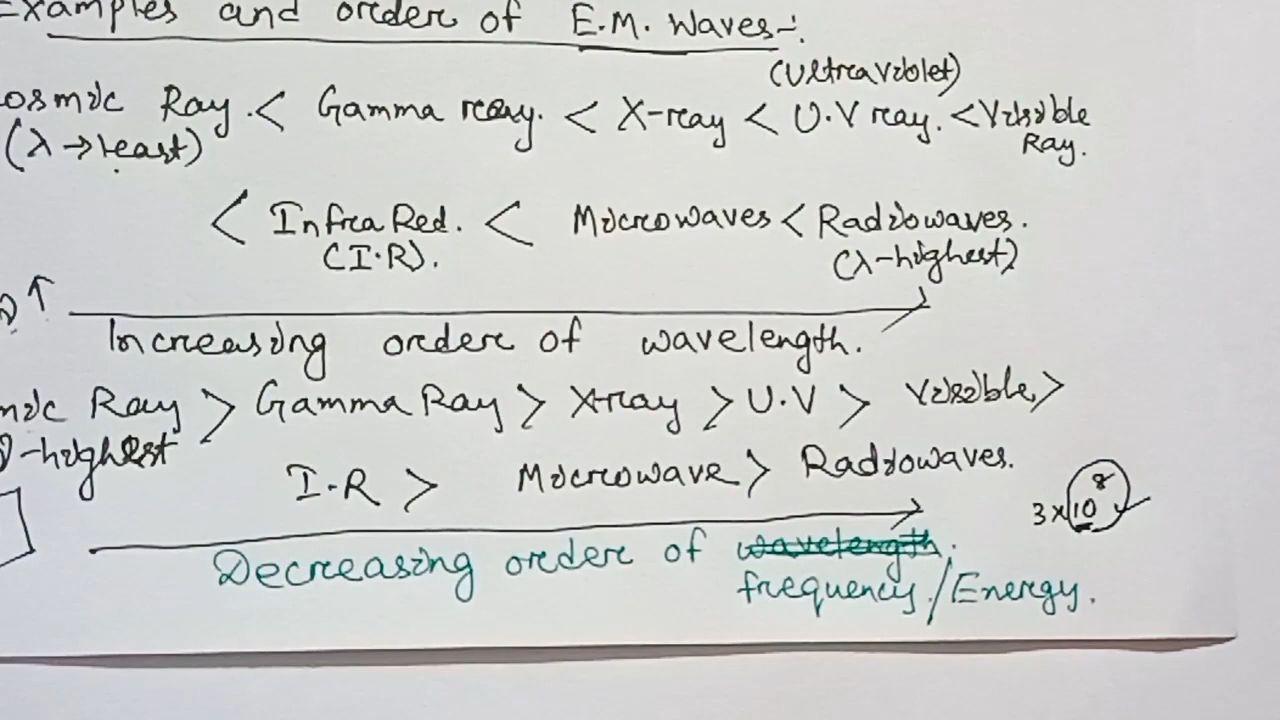 Examples and order of E.M. Waves-:
(Ultraviolet)
osmic Ray. < Gamma ray. < X-ray < U.V ray. < Visible
(λ→least) Ray.
< Infra Red. < Microwaves < Radiowaves.
(I.R). (λ-highest)
↑
Increasing order of wavelength.
mic Ray > Gamma Ray > X-ray > U.V > Visible >
-highest
I.R > Microwave > Radiowaves.
3×10⁸
Decreasing order of wavelength.
frequency/Energy.